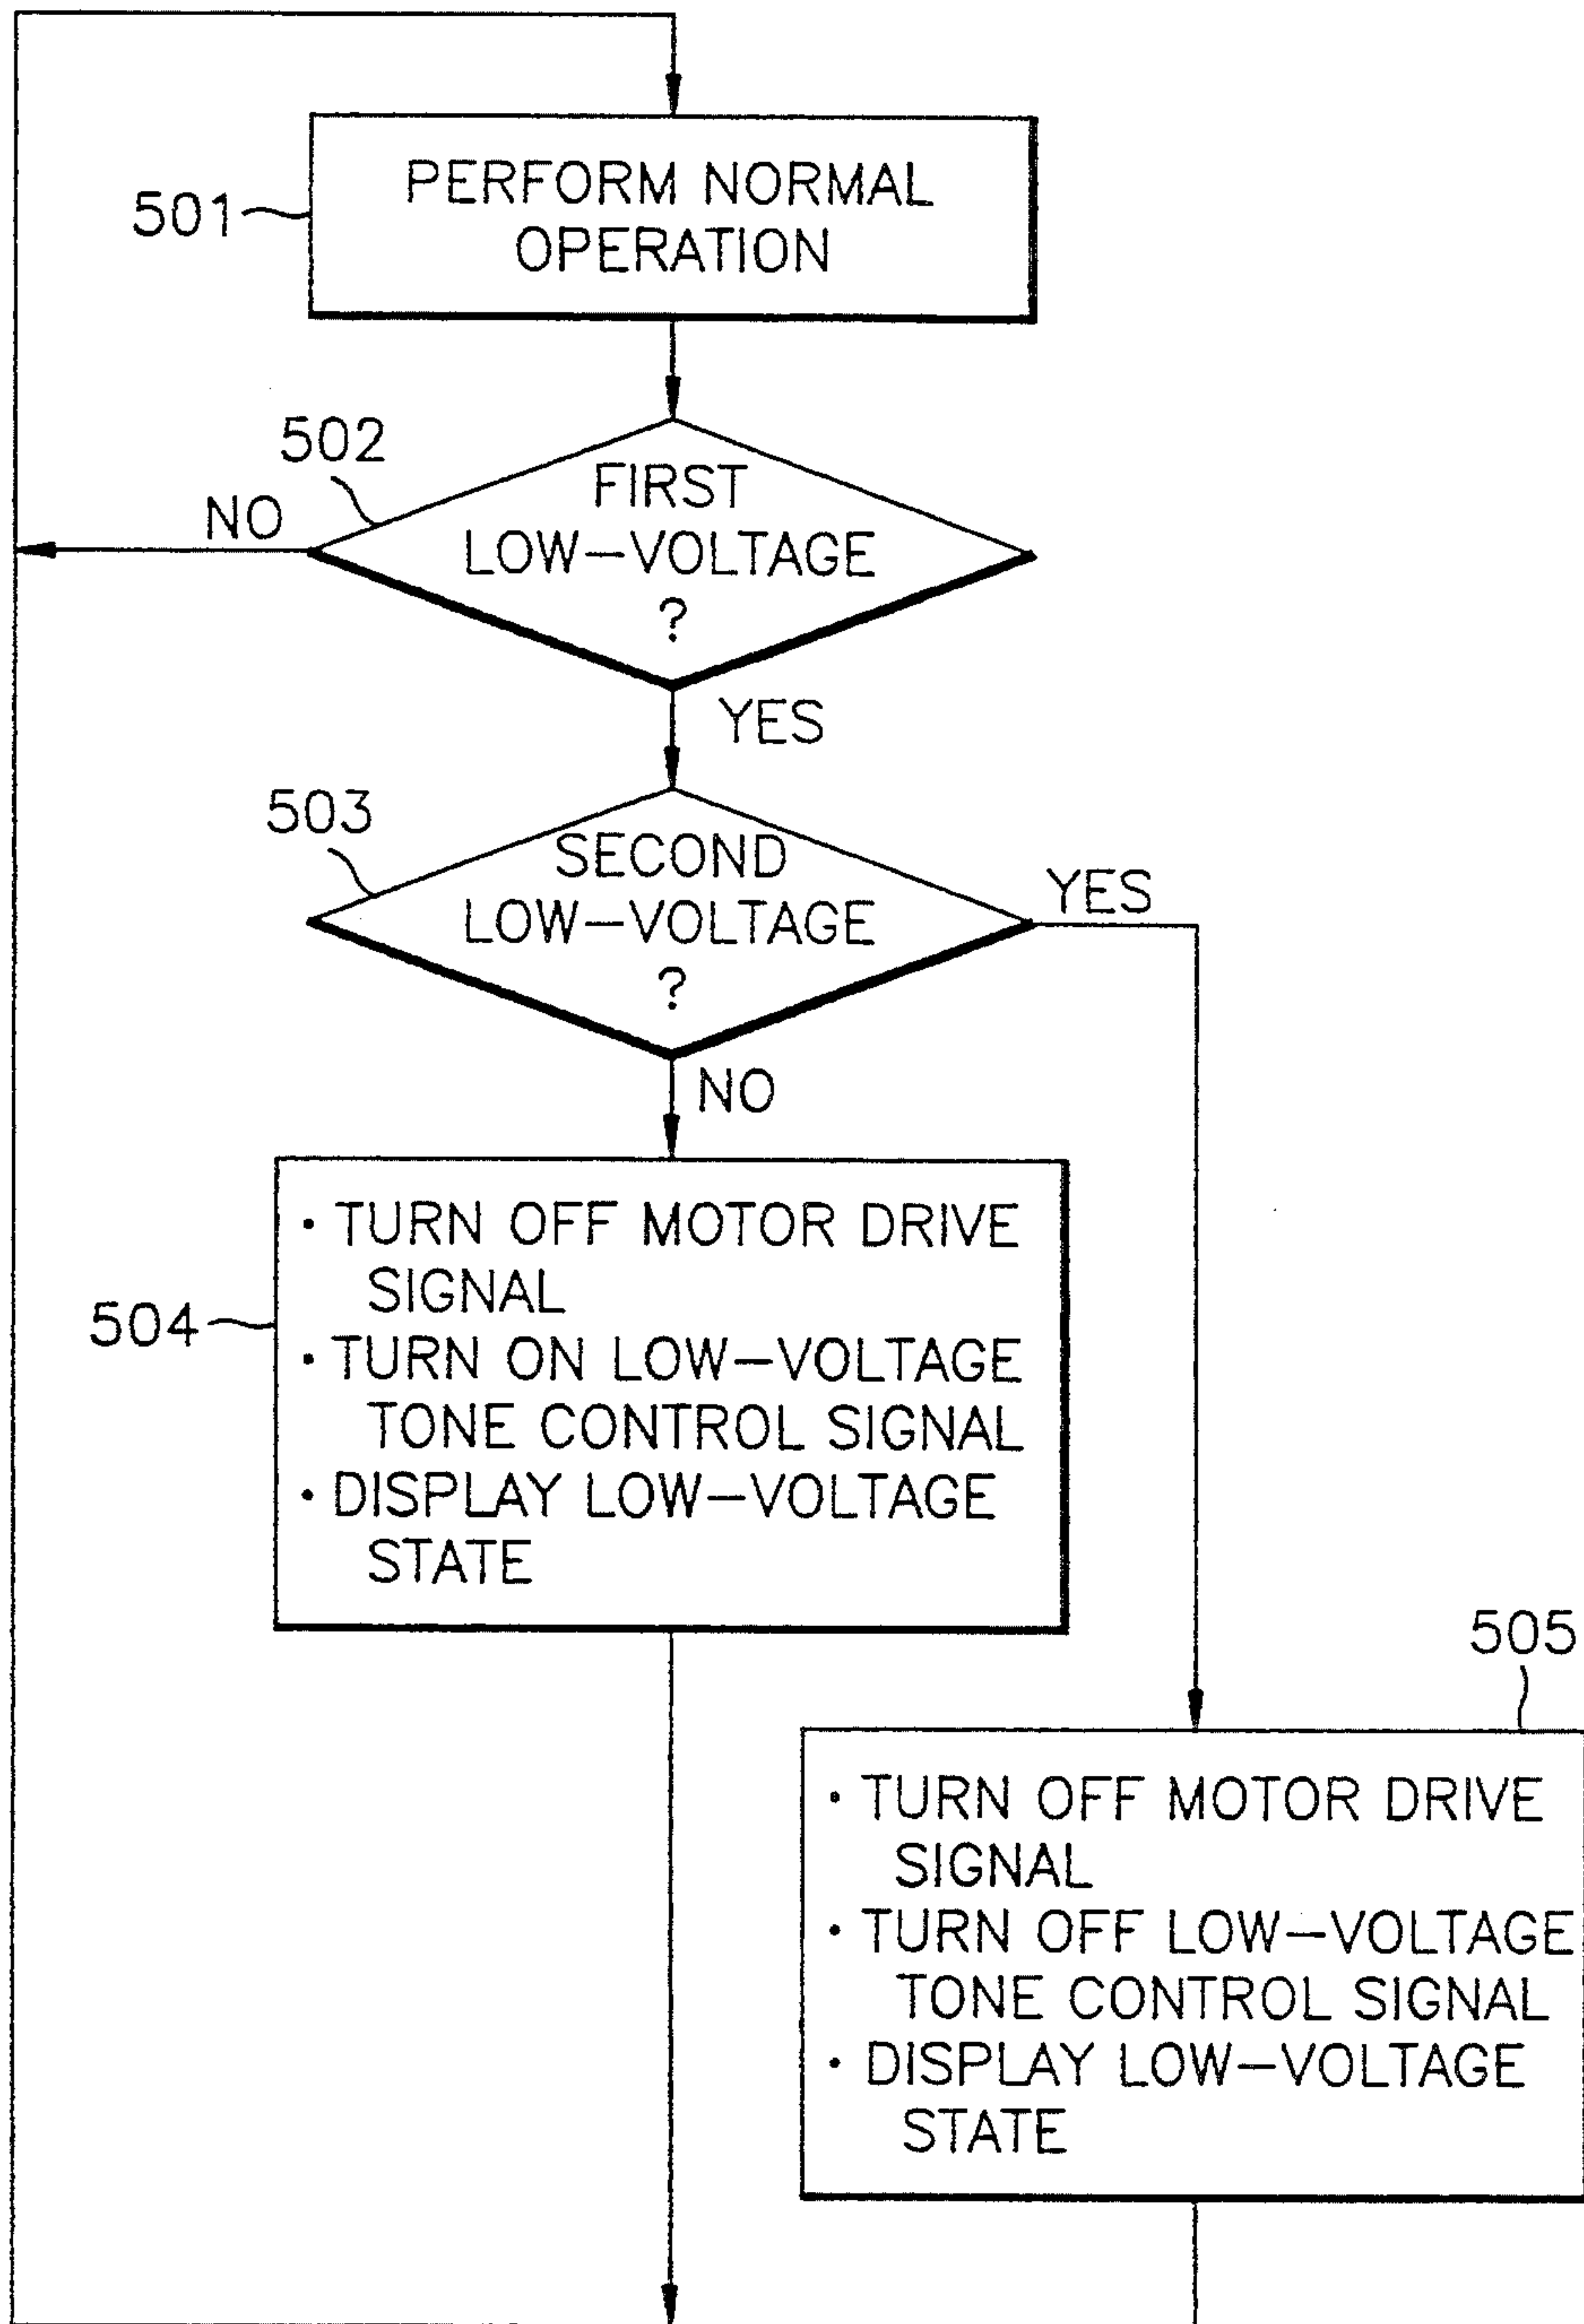 501
PERFORM NORMAL
OPERATION
502
NO
FIRST
LOW-VOLTAGE
?
YES
503
SECOND
LOW-VOLTAGE
?
YES
NO
504
· TURN OFF MOTOR DRIVE
SIGNAL
· TURN ON LOW-VOLTAGE
TONE CONTROL SIGNAL
· DISPLAY LOW-VOLTAGE
STATE
505
· TURN OFF MOTOR DRIVE
SIGNAL
· TURN OFF LOW-VOLTAGE
TONE CONTROL SIGNAL
· DISPLAY LOW-VOLTAGE
STATE